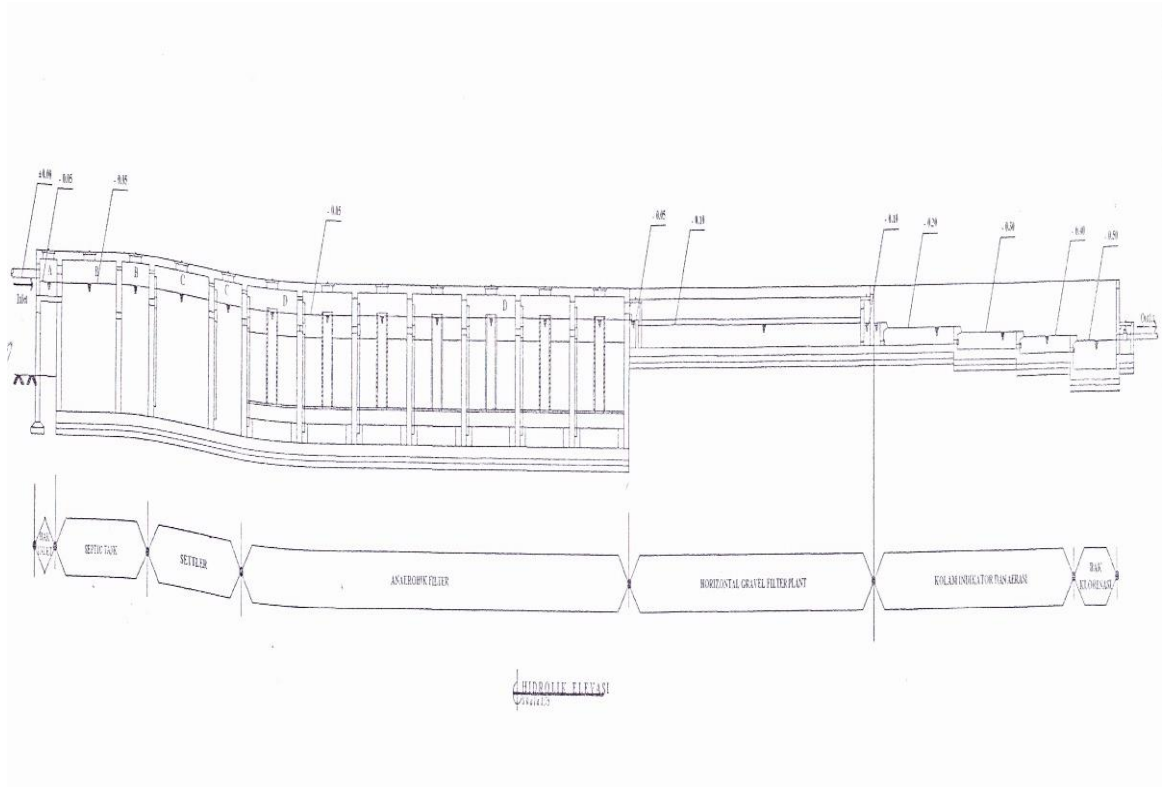 ±0.00
- 0.05
- 0.05
- 0.05
- 0.05
- 0.10
- 0.10
- 0.20
- 0.30
- 0.40
- 0.50
A
B
B
C
C
D
D
Inlet
Outlet
BAK
SEPTIC TANK
SETTLER
ANAEROBIK FILTER
HORIZONTAL GRAVEL FILTER PLANT
KOLAM INDIKATOR DAN AERASI
BAK
KLORINASI
HIDROLIK ELEVASI